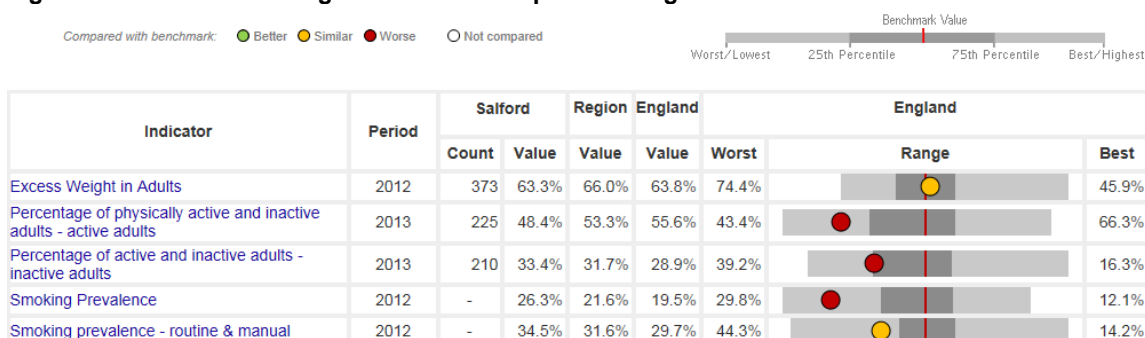 Compared with benchmark: Better Similar Worse Not compared
Benchmark Value
Worst/Lowest 25th Percentile 75th Percentile Best/Highest
Indicator Period Salford Region England England
Count Value Value Value Worst Range Best
Excess Weight in Adults 2012 373 63.3% 66.0% 63.8% 74.4% 45.9%
Percentage of physically active and inactive
adults - active adults 2013 225 48.4% 53.3% 55.6% 43.4% 66.3%
Percentage of active and inactive adults -
inactive adults 2013 210 33.4% 31.7% 28.9% 39.2% 16.3%
Smoking Prevalence 2012 - 26.3% 21.6% 19.5% 29.8% 12.1%
Smoking prevalence - routine & manual 2012 - 34.5% 31.6% 29.7% 44.3% 14.2%